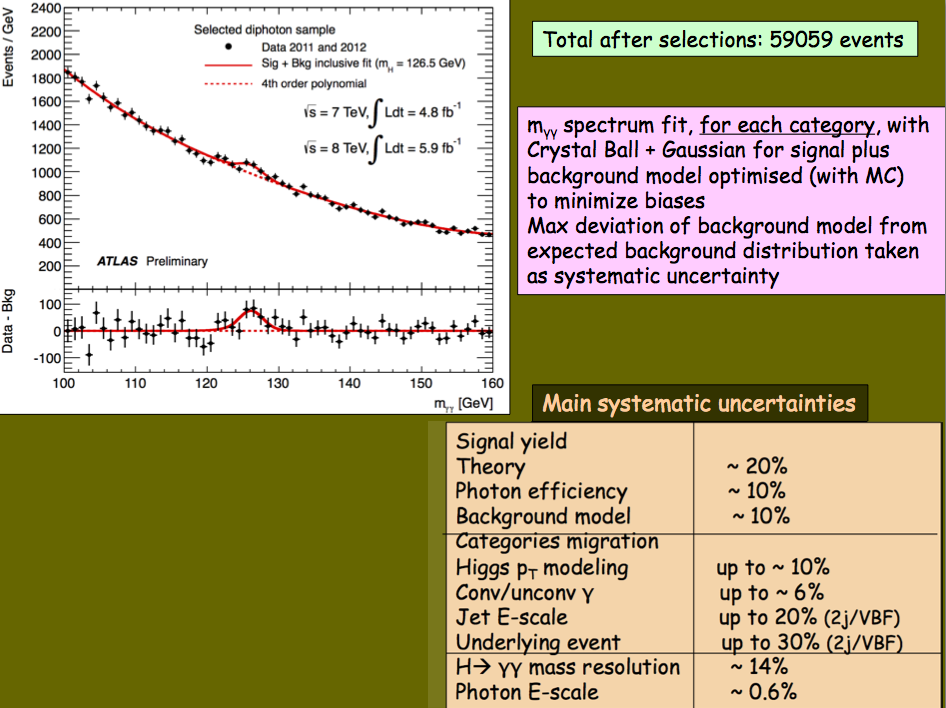 2400
2200
2000
1800
1600
1400
1200
1000
800
600
400
200
Events / GeV
Selected diphoton sample
Data 2011 and 2012
Sig + Bkg inclusive fit (m_H = 126.5 GeV)
4th order polynomial
√s = 7 TeV, ∫ Ldt = 4.8 fb⁻¹
√s = 8 TeV, ∫ Ldt = 5.9 fb⁻¹
ATLAS Preliminary
Data - Bkg
100
0
-100
100 110 120 130 140 150 160
m_γγ [GeV]
Total after selections: 59059 events
m_γγ spectrum fit, for each category, with
Crystal Ball + Gaussian for signal plus
background model optimised (with MC)
to minimize biases
Max deviation of background model from
expected background distribution taken
as systematic uncertainty
Main systematic uncertainties
Signal yield
Theory ~ 20%
Photon efficiency ~ 10%
Background model ~ 10%
Categories migration
Higgs p_T modeling up to ~ 10%
Conv/unconv γ up to ~ 6%
Jet E-scale up to 20% (2j/VBF)
Underlying event up to 30% (2j/VBF)
H→ γγ mass resolution ~ 14%
Photon E-scale ~ 0.6%